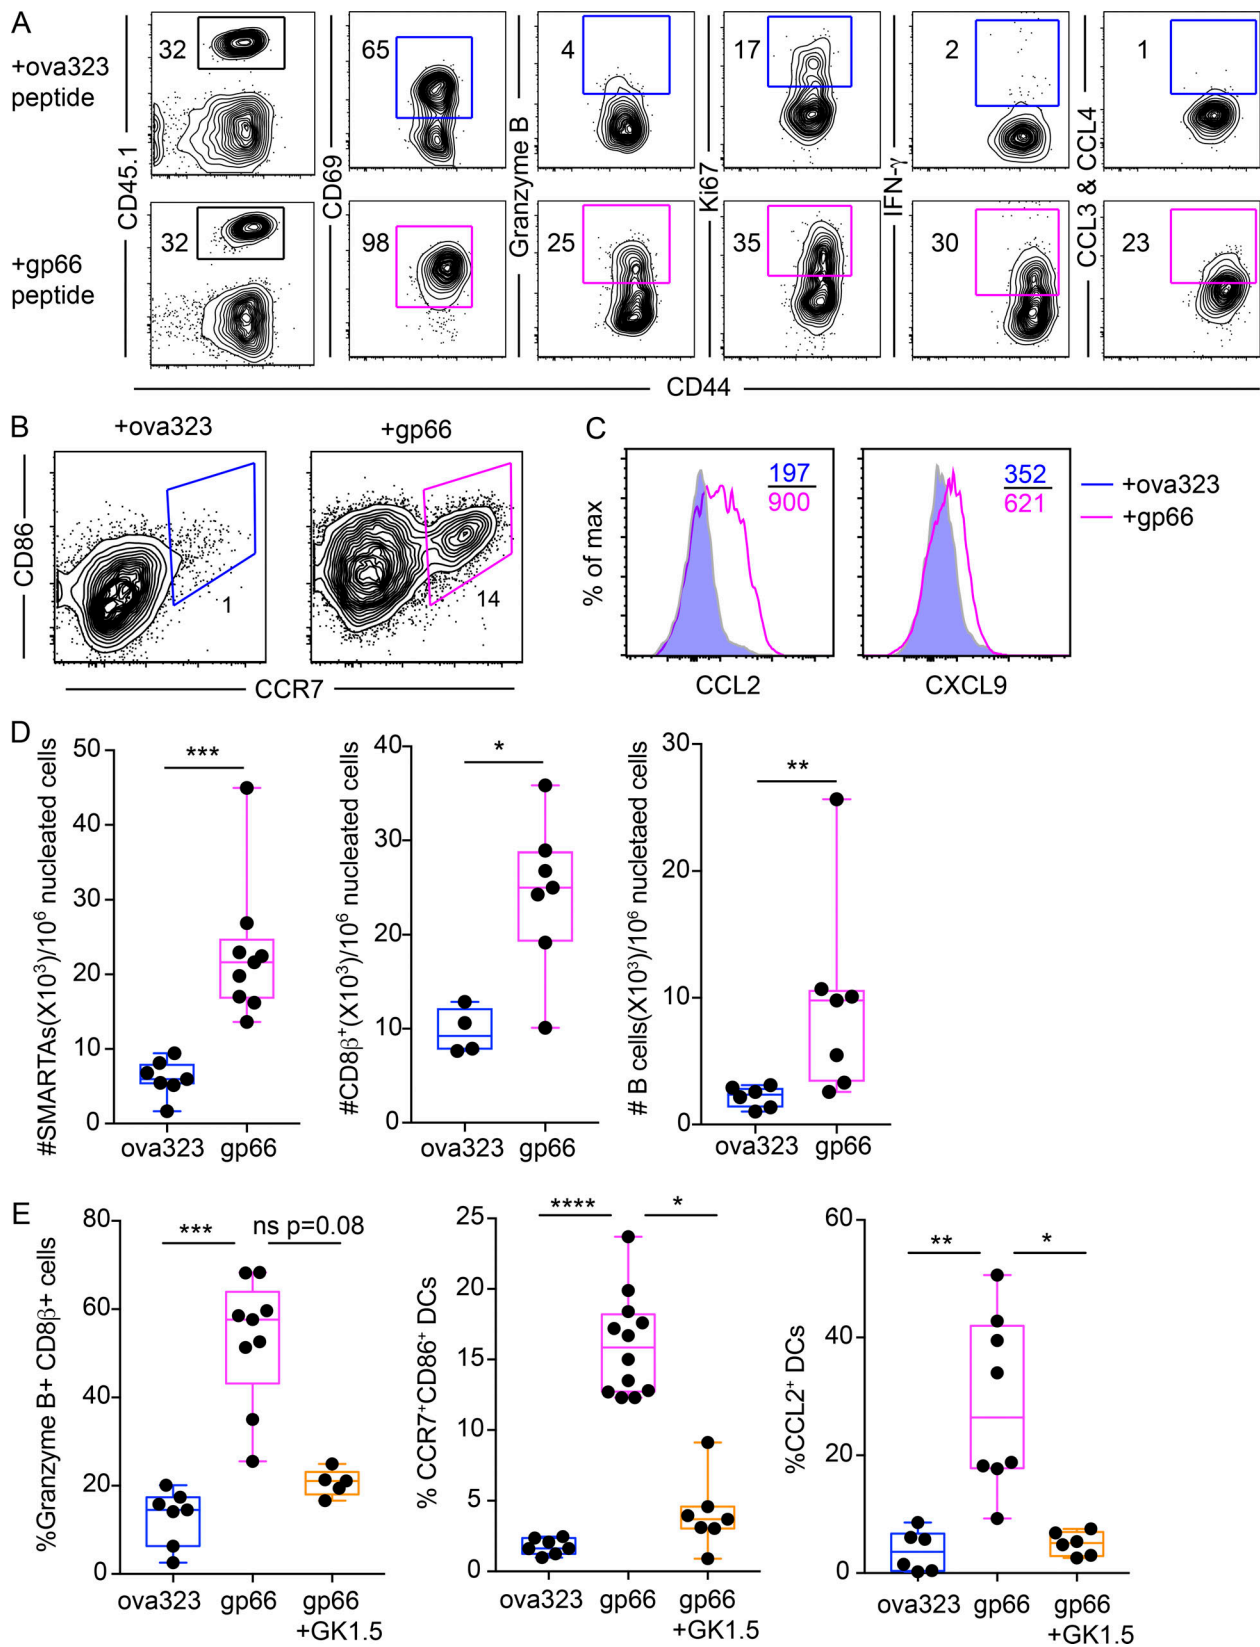 A
+ova323
peptide
32
65
4
17
2
1
CD45.1
CD69
Granzyme B
Ki67
IFN-γ
CCL3 & CCL4
+gp66
peptide
32
98
25
35
30
23
CD44
B
+ova323
+gp66
CD86
1
14
CCR7
C
% of max
197
900
352
621
+ova323
+gp66
CCL2
CXCL9
D
#SMARTAs(X10³)/10⁶ nucleated cells
50
40
30
20
10
0
***
ova323
gp66
#CD8β⁺(X10³)/10⁶ nucleated cells
40
30
20
10
0
*
ova323
gp66
# B cells(X10³)/10⁶ nucletaed cells
30
20
10
0
**
ova323
gp66
E
%Granzyme B+ CD8β+ cells
80
60
40
20
0
***
ns p=0.08
ova323
gp66
gp66
+GK1.5
% CCR7⁺CD86⁺ DCs
25
20
15
10
5
0
****
*
ova323
gp66
gp66
+GK1.5
%CCL2⁺ DCs
60
40
20
0
**
*
ova323
gp66
gp66
+GK1.5